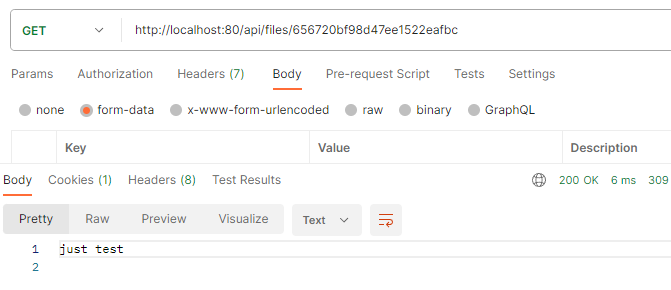 GET http://localhost:80/api/files/656720bf98d47ee1522eafbc
Params Authorization Headers (7) Body Pre-request Script Tests Settings
none form-data x-www-form-urlencoded raw binary GraphQL
Key Value Description
Body Cookies (1) Headers (8) Test Results 200 OK 6 ms 309
Pretty Raw Preview Visualize Text
1 just test
2